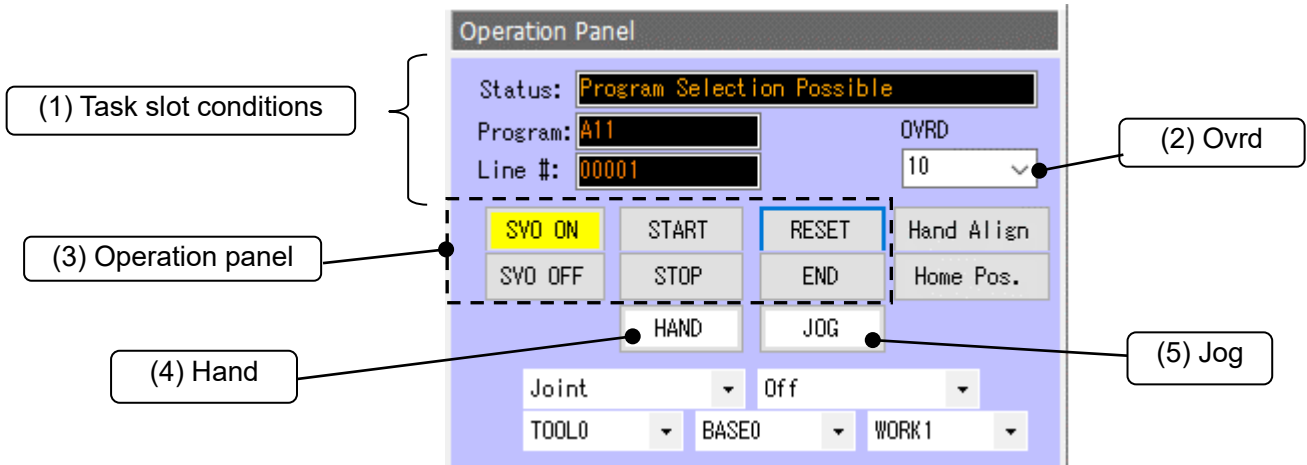 Operation Panel
(1) Task slot conditions
Status: Program Selection Possible
Program: A11
OVRD
(2) Ovrd
Line #: 00001
10
(3) Operation panel
SVO ON START RESET Hand Align
SVO OFF STOP END Home Pos.
HAND JOG
(4) Hand
(5) Jog
Joint Off
TOOL0 BASE0 WORK1